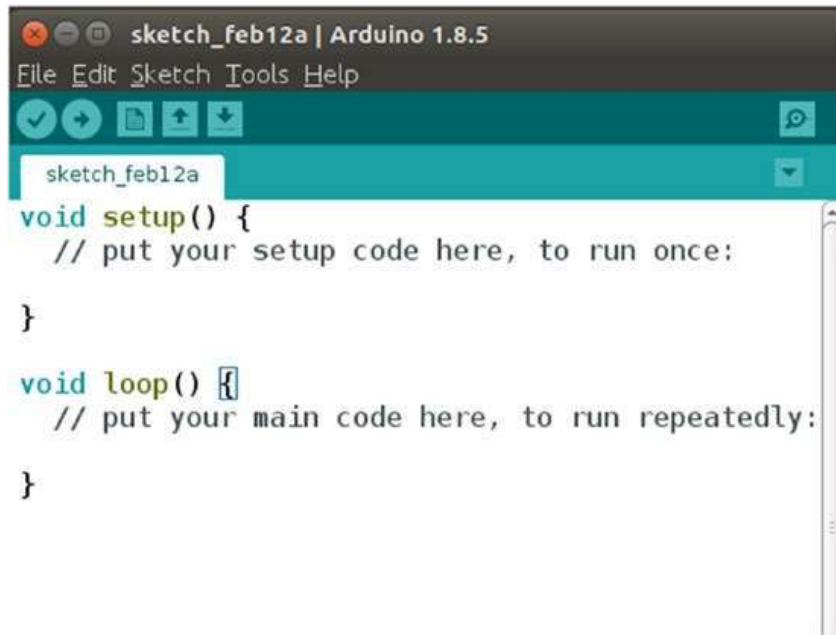 sketch_feb12a | Arduino 1.8.5
File Edit Sketch Tools Help
sketch_feb12a
void setup() {
  // put your setup code here, to run once:
}
void loop() {
  // put your main code here, to run repeatedly:
}